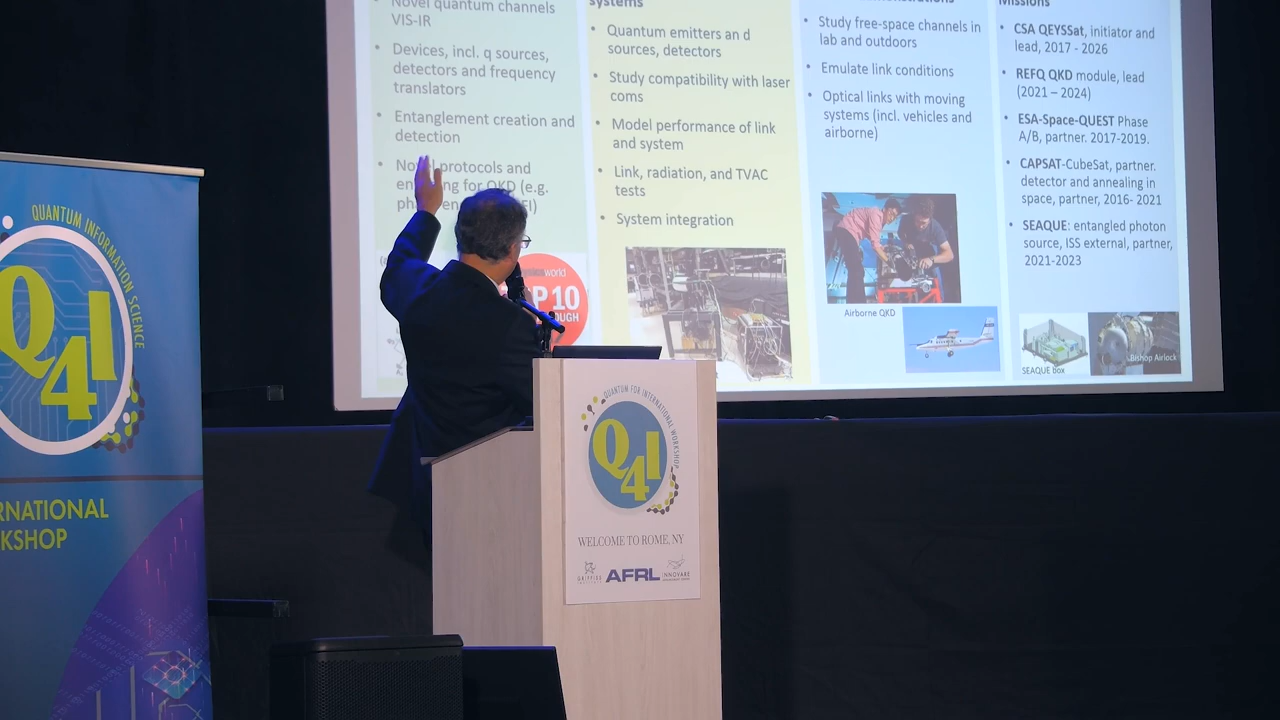 QUANTUM INFORMATION SCIENCE
Q4I
RNATIONAL
KSHOP
Novel quantum channels
VIS-IR
• Devices, incl. q sources,
detectors and frequency
translators
• Entanglement creation and
detection
• protocols and
for QKD (e.g.
world
P 10
OUGH
systems
• Quantum emitters an d
sources, detectors
• Study compatibility with laser
coms
• Model performance of link
and system
• Link, radiation, and TVAC
tests
• System integration
• Study free-space channels in
lab and outdoors
• Emulate link conditions
• Optical links with moving
systems (incl. vehicles and
airborne)
Airborne QKD
Missions
• CSA QEYSSat, initiator and
lead, 2017 - 2026
• REFQ QKD module, lead
(2021 – 2024)
• ESA-Space-QUEST Phase
A/B, partner. 2017-2019.
• CAPSAT-CubeSat, partner.
detector and annealing in
space, partner, 2016- 2021
• SEAQUE: entangled photon
source, ISS external, partner,
2021-2023
SEAQUE box
Bishop Airlock
QUANTUM FOR INTERNATIONAL WORKSHOP
Q4I
WELCOME TO ROME, NY
GRIFFISS
INSTITUTE
AFRL
INNOVARE